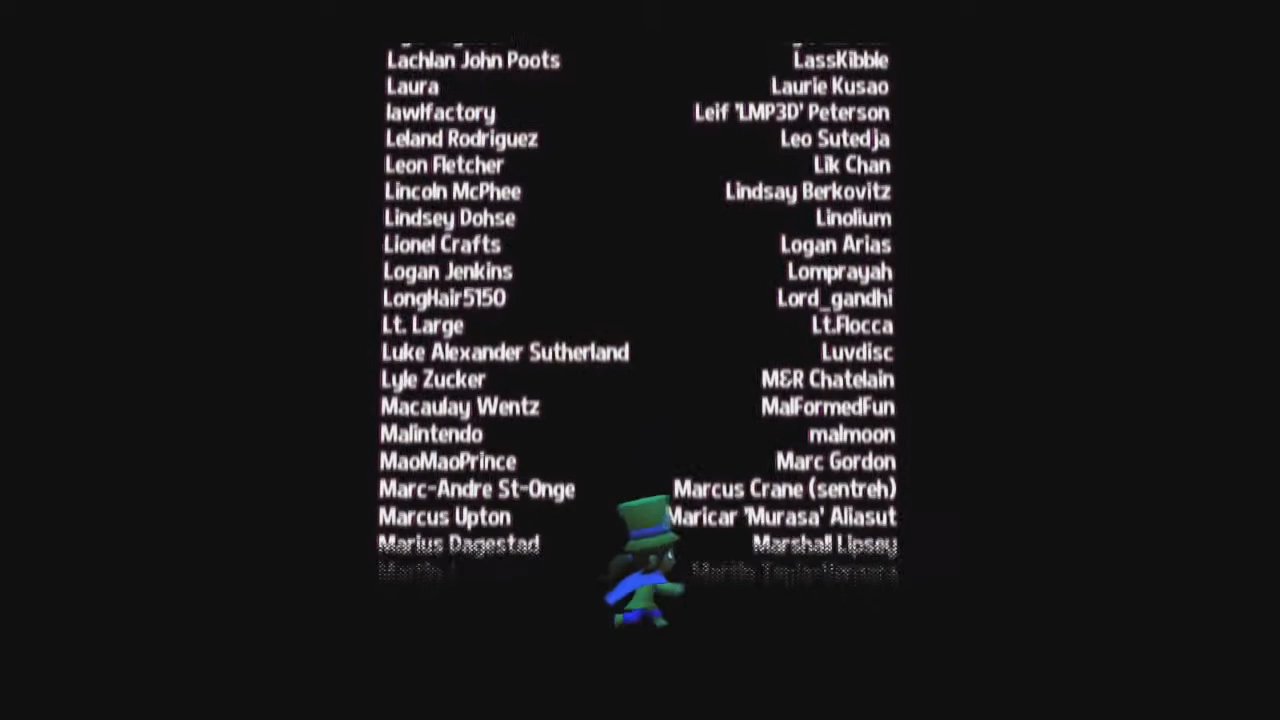 Lachlan John Poots LassKibble
Laura Laurie Kusao
lawlfactory Leif 'LMP3D' Peterson
Leland Rodriguez Leo Sutedja
Leon Fletcher Lik Chan
Lincoln McPhee Lindsay Berkovitz
Lindsey Dohse Linolium
Lionel Crafts Logan Arias
Logan Jenkins Lomprayah
LongHair5150 Lord_gandhi
Lt. Large Lt.Flocca
Luke Alexander Sutherland Luvdisc
Lyle Zucker M&R Chatelain
Macaulay Wentz MalFormedFun
Malintendo malmoon
MaoMaoPrince Marc Gordon
Marc-Andre St-Onge Marcus Crane (sentreh)
Marcus Upton Maricar 'Murasa' Aliasut
Marius Dagestad Marshall Lipsey